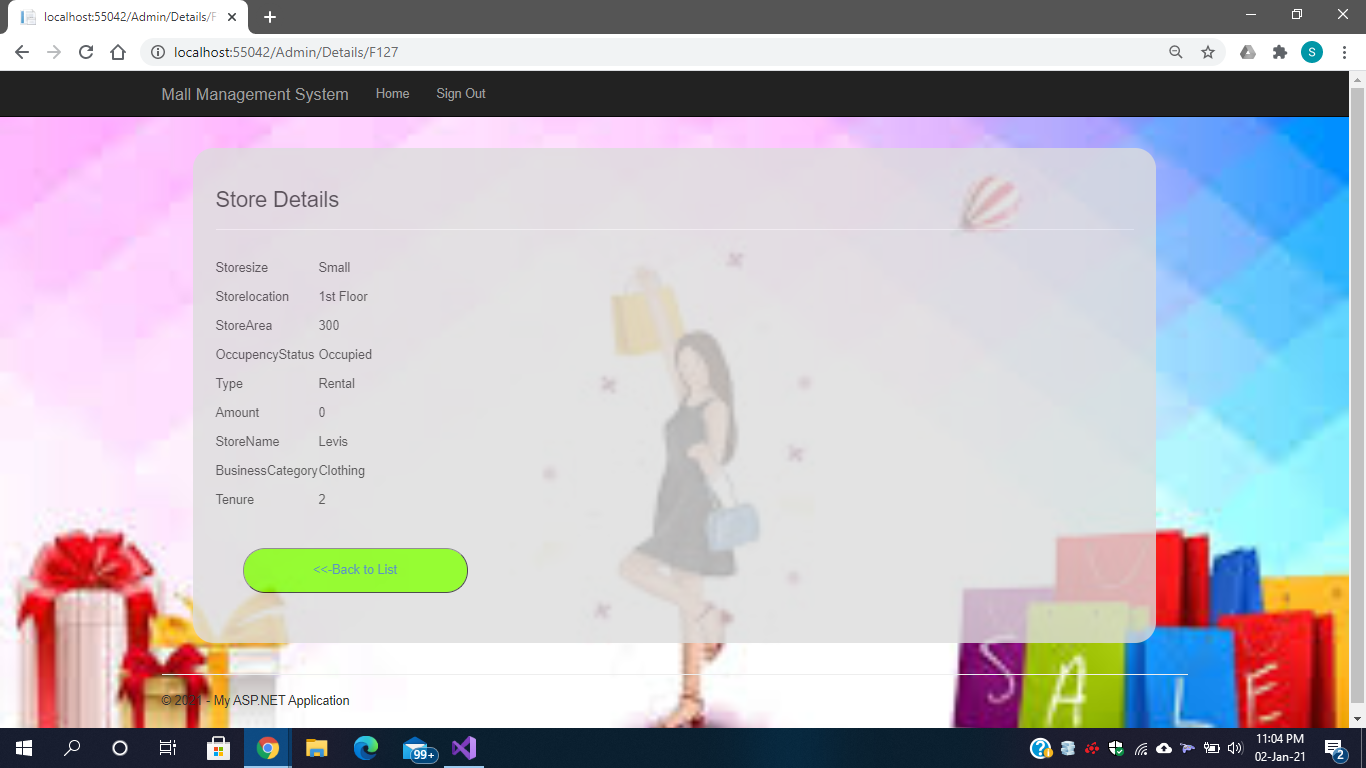 localhost:55042/Admin/Details/F
localhost:55042/Admin/Details/F127
S
Mall Management System Home Sign Out
Store Details
Storesize Small
Storelocation 1st Floor
StoreArea 300
OccupencyStatus Occupied
Type Rental
Amount 0
StoreName Levis
BusinessCategory Clothing
Tenure 2
<<-Back to List
SALE
© 2021 - My ASP.NET Application
99+
11:04 PM
02-Jan-21
2